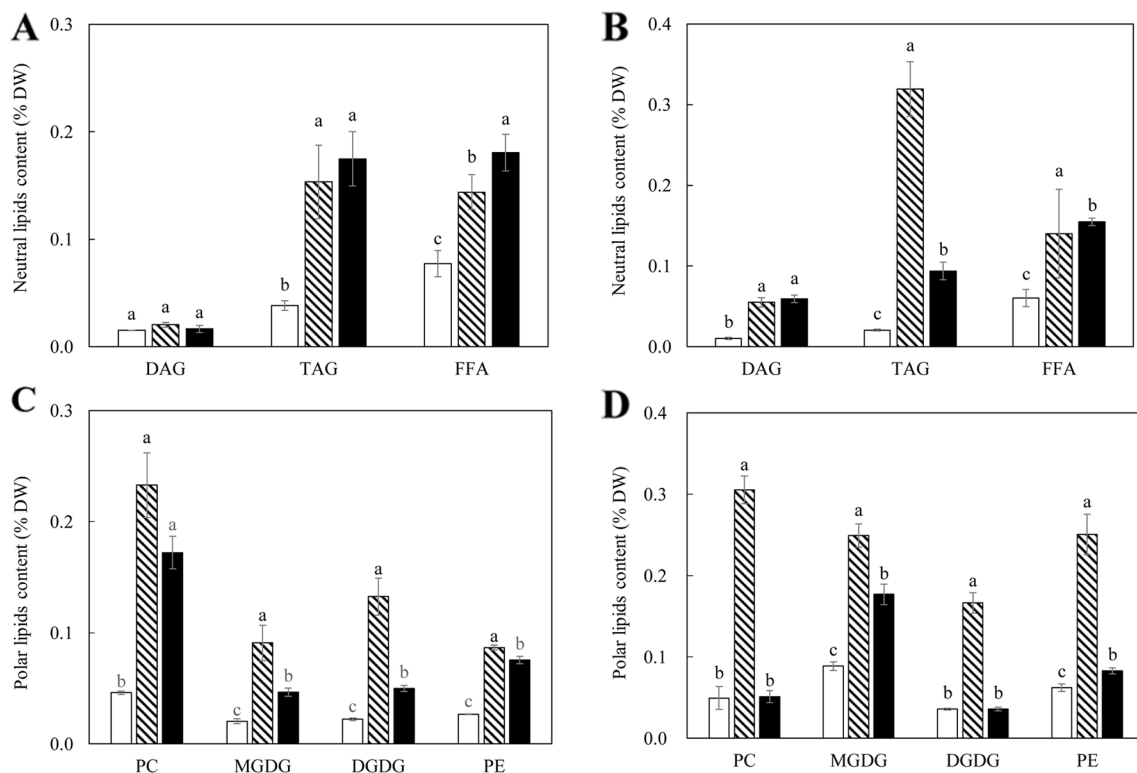 A
Neutral lipids content (% DW)
0.3
0.2
0.1
0.0
a
a
a
b
a
a
c
b
a
DAG
TAG
FFA
B
Neutral lipids content (% DW)
0.4
0.3
0.2
0.1
0.0
b
a
a
c
a
b
c
a
b
DAG
TAG
FFA
C
Polar lipids content (% DW)
0.3
0.2
0.1
0.0
b
a
a
c
a
b
c
a
b
c
a
b
PC
MGDG
DGDG
PE
D
Polar lipids content (% DW)
0.4
0.3
0.2
0.1
0.0
b
a
b
c
a
b
b
a
b
c
a
b
PC
MGDG
DGDG
PE